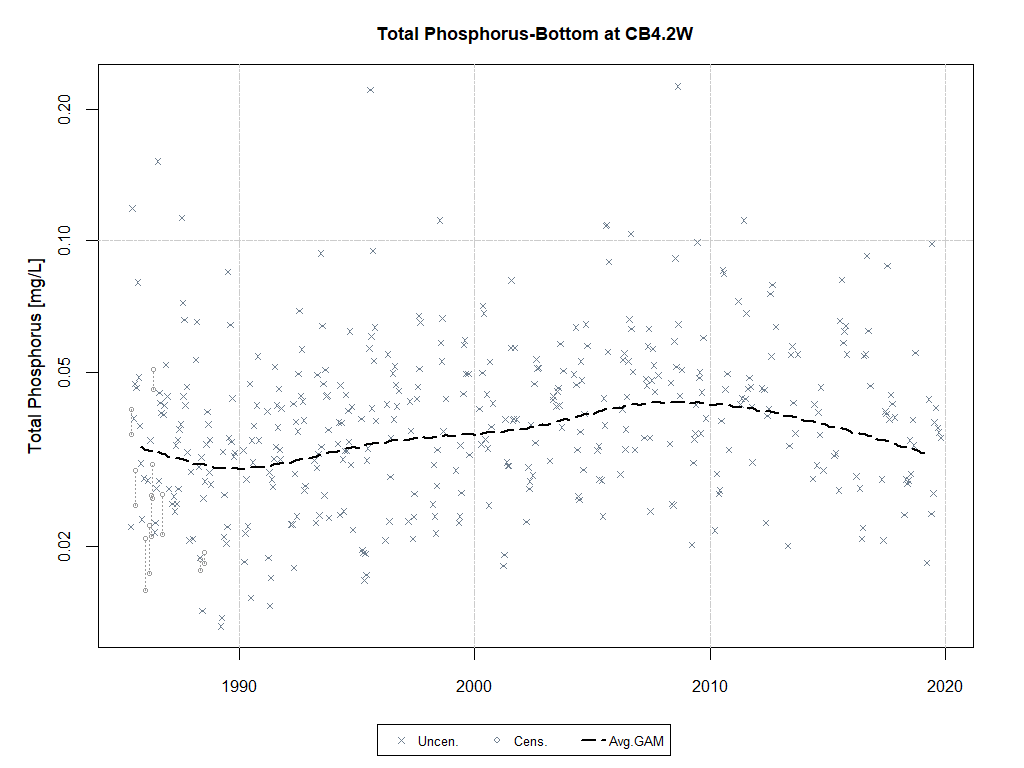 Total Phosphorus-Bottom at CB4.2W
Total Phosphorus [mg/L]
0.20
0.10
0.05
0.02
1990 2000 2010 2020
Uncen. Cens. Avg.GAM